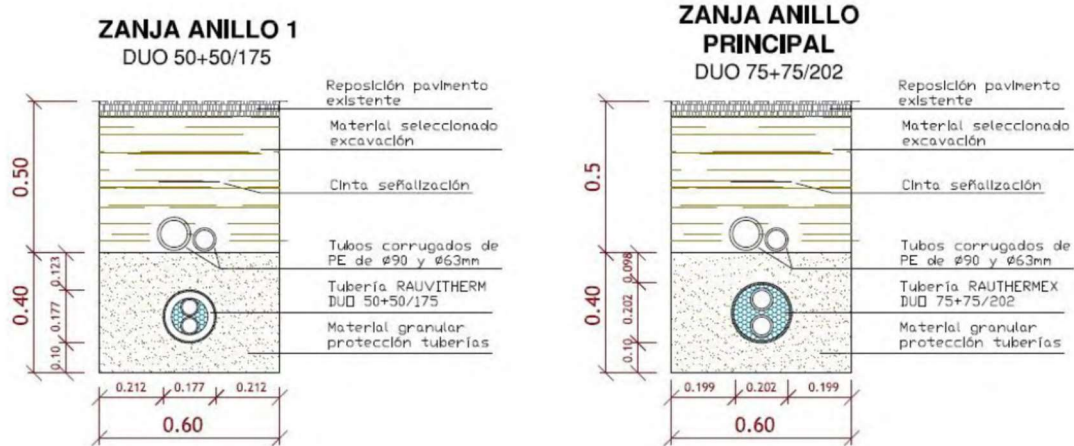 ZANJA ANILLO 1
DUO 50+50/175
Reposición pavimento
existente
Material seleccionado
excavación
Cinta señalización
Tubos corrugados de
PE de Ø90 y Ø63mm
Tubería RAUVITHERM
DUO 50+50/175
Material granular
protección tuberías
0.50
0.40
0.123
0.177
0.10
0.212
0.177
0.212
0.60
ZANJA ANILLO
PRINCIPAL
DUO 75+75/202
Reposición pavimento
existente
Material seleccionado
excavación
Cinta señalización
Tubos corrugados de
PE de Ø90 y Ø63mm
Tubería RAUTHERMEX
DUO 75+75/202
Material granular
protección tuberías
0.5
0.40
0.098
0.202
0.10
0.199
0.202
0.199
0.60